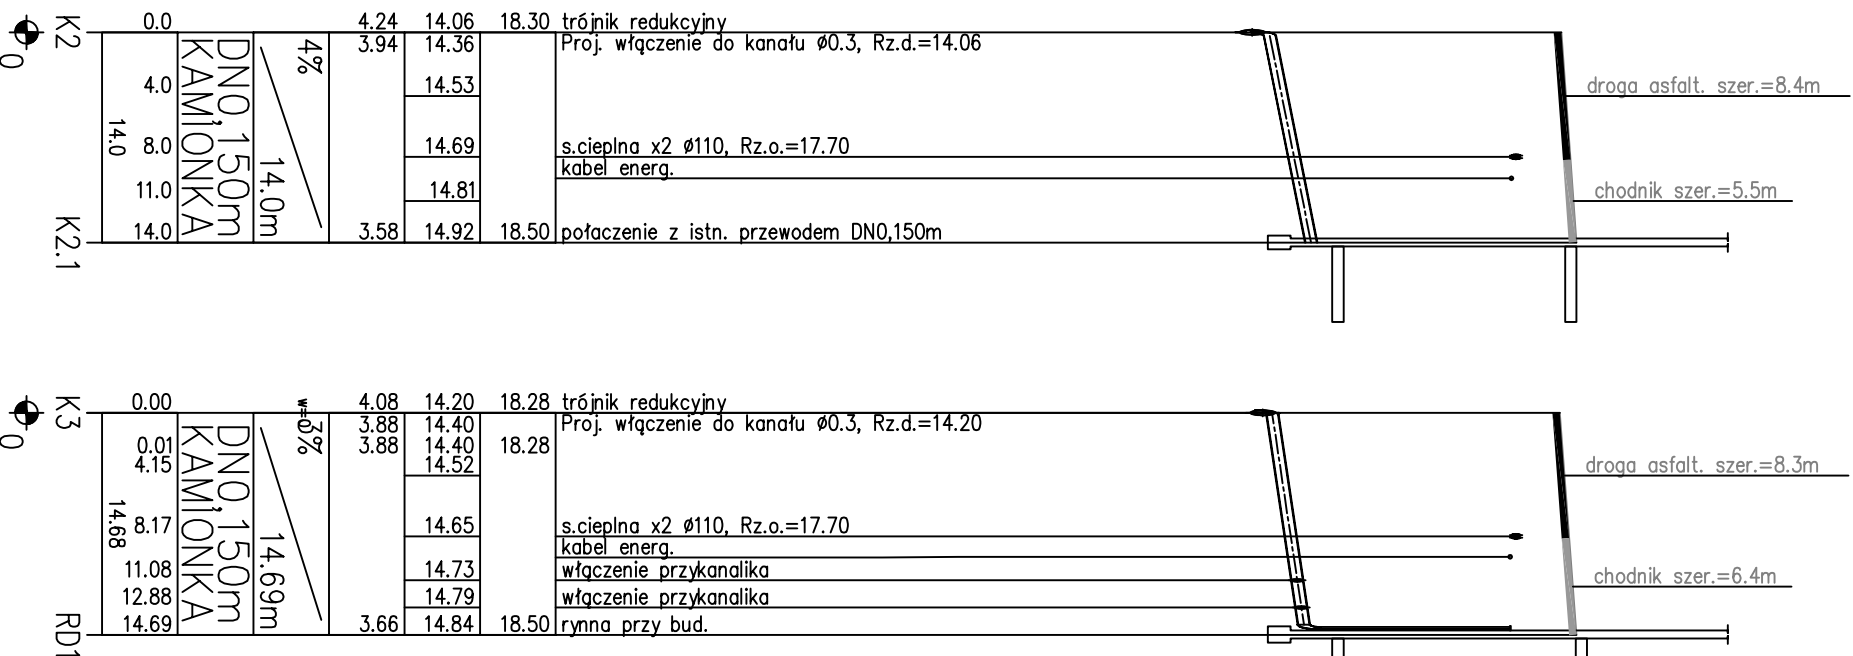 K2
0
0.0 4.24 14.06 18.30 trójnik redukcyjny
4% 3.94 14.36 Proj. włączenie do kanału ø0.3, Rz.d.=14.06
4.0 14.53 droga asfalt. szer.=8.4m
14.0
DN0,150m
KAMIONKA
14.0m
8.0 14.69 s.cieplna x2 ø110, Rz.o.=17.70
kabel energ.
11.0 14.81 chodnik szer.=5.5m
K2.1
14.0 3.58 14.92 18.50 połaczenie z istn. przewodem DN0,150m
K3
0
0.00 4.08 14.20 18.28 trójnik redukcyjny
3% 3.88 14.40 Proj. włączenie do kanału ø0.3, Rz.d.=14.20
0.01 3.88 14.40 18.28
4.15 14.52 droga asfalt. szer.=8.3m
14.68
DN0,150m
KAMIONKA
14.69m
8.17 14.65 s.cieplna x2 ø110, Rz.o.=17.70
kabel energ.
11.08 14.73 włączenie przykanalika
chodnik szer.=6.4m
12.88 14.79 włączenie przykanalika
RD1
14.69 3.66 14.84 18.50 rynna przy bud.